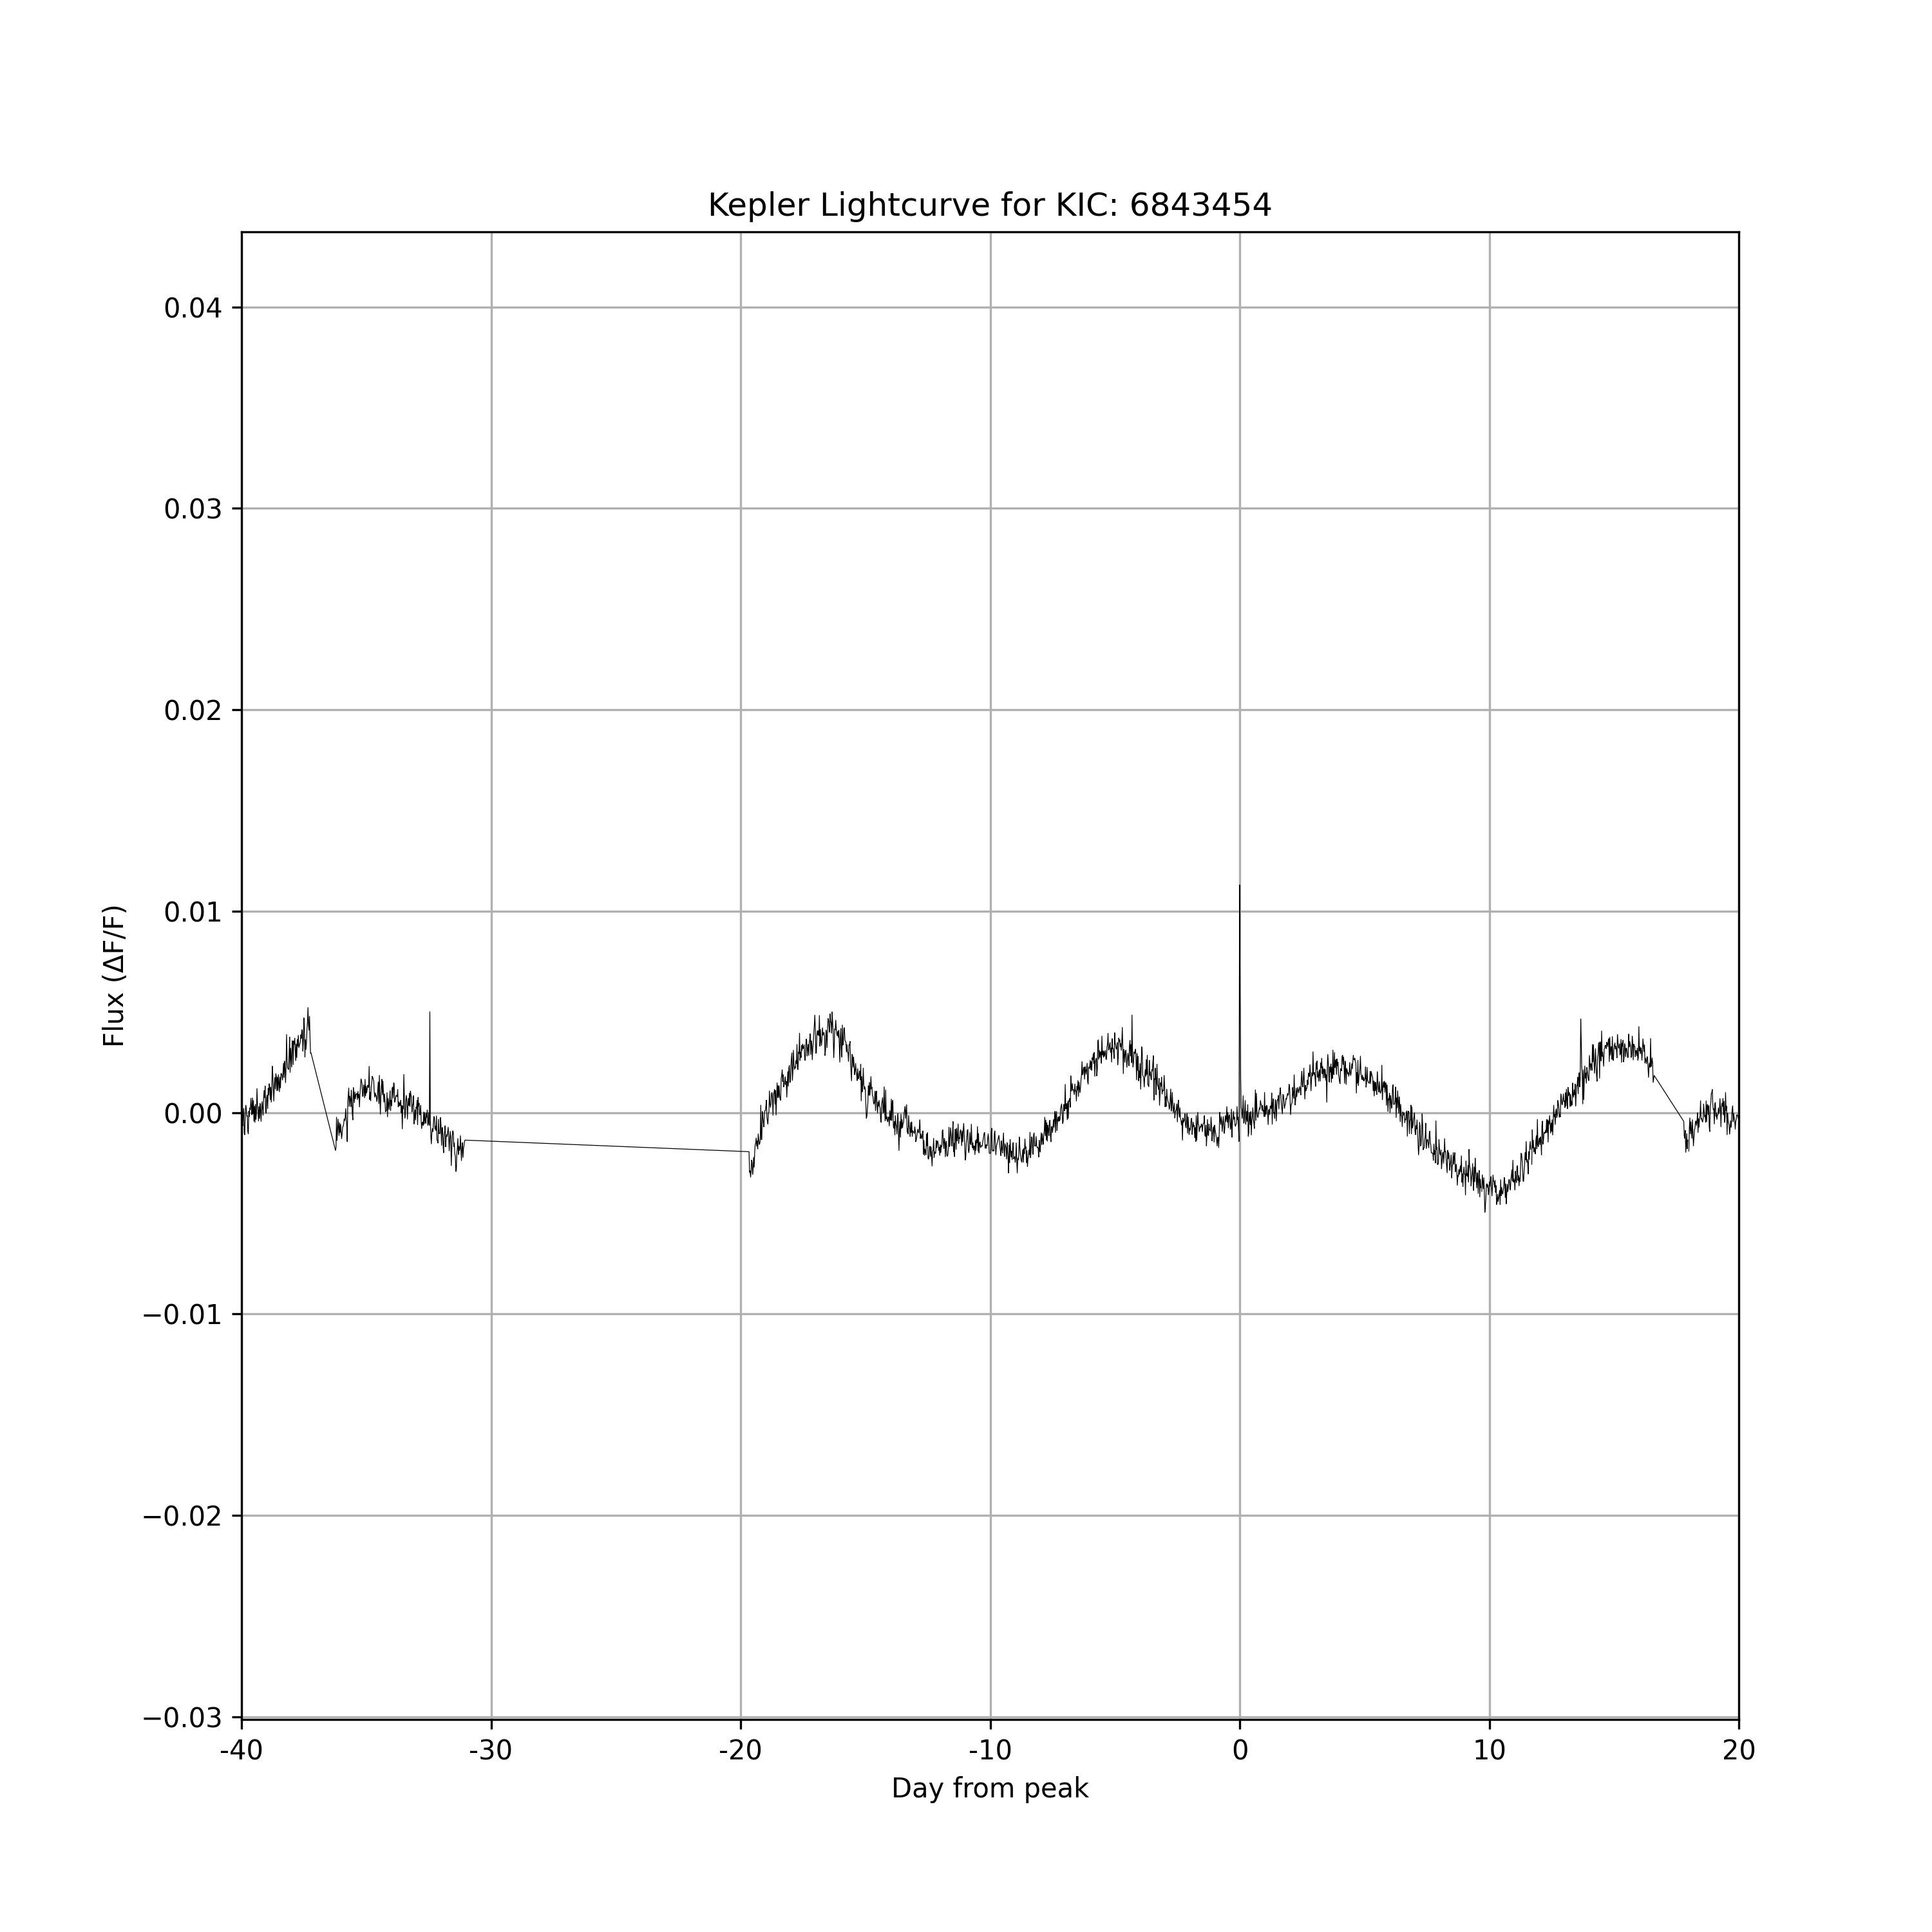 Kepler Lightcurve for KIC: 6843454
0.04
0.03
0.02
0.01
0.00
−0.01
−0.02
−0.03
Flux (ΔF/F)
-40 -30 -20 -10 0 10 20
Day from peak